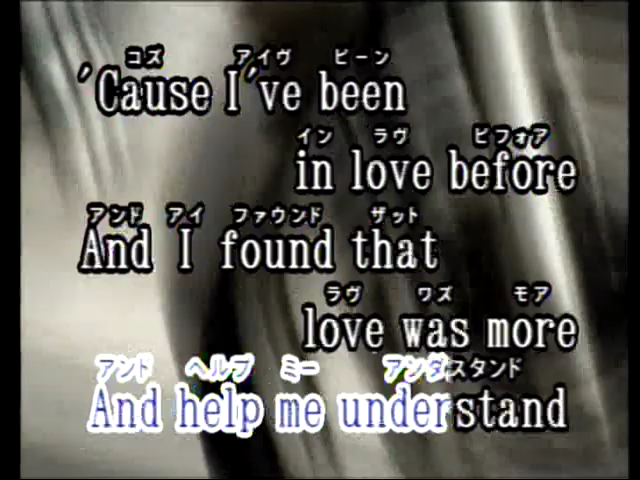 コズ アイヴ ビーン
'Cause I've been
イン ラヴ ビフォア
in love before
アンド アイ ファウンド ザット
And I found that
ラヴ ワズ モア
love was more
アンド ヘルプ ミー アンダスタンド
And help me understand